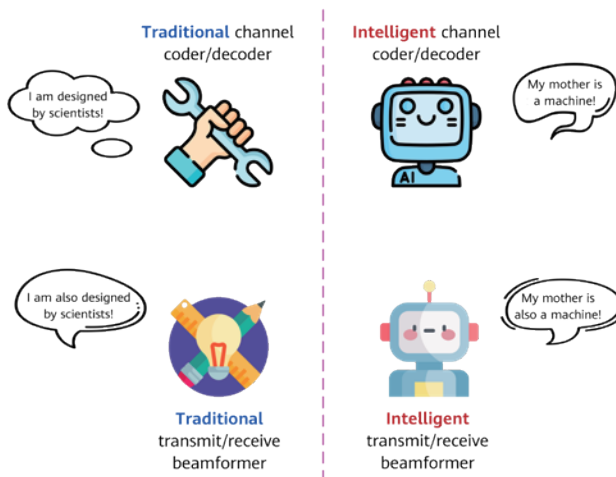 Traditional channel
coder/decoder
Intelligent channel
coder/decoder
I am designed
by scientists!
AI
My mother is
a machine!
I am also designed
by scientists!
My mother is
also a machine!
Traditional
transmit/receive
beamformer
Intelligent
transmit/receive
beamformer